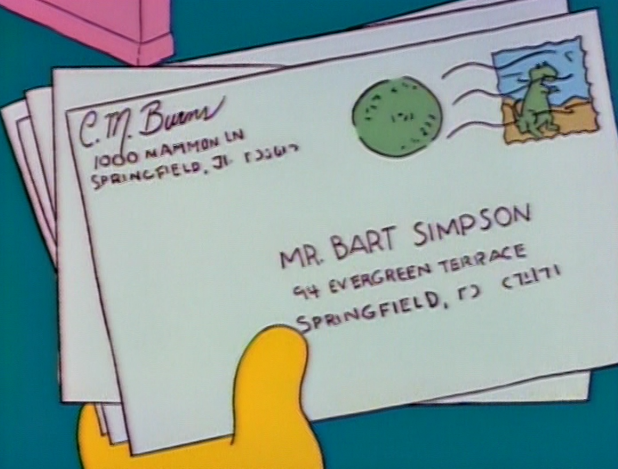 C.M. Burns
1000 MAMMON LN
SPRINGFIELD,
MR. BART SIMPSON
94 EVERGREEN TERRACE
SPRINGFIELD,